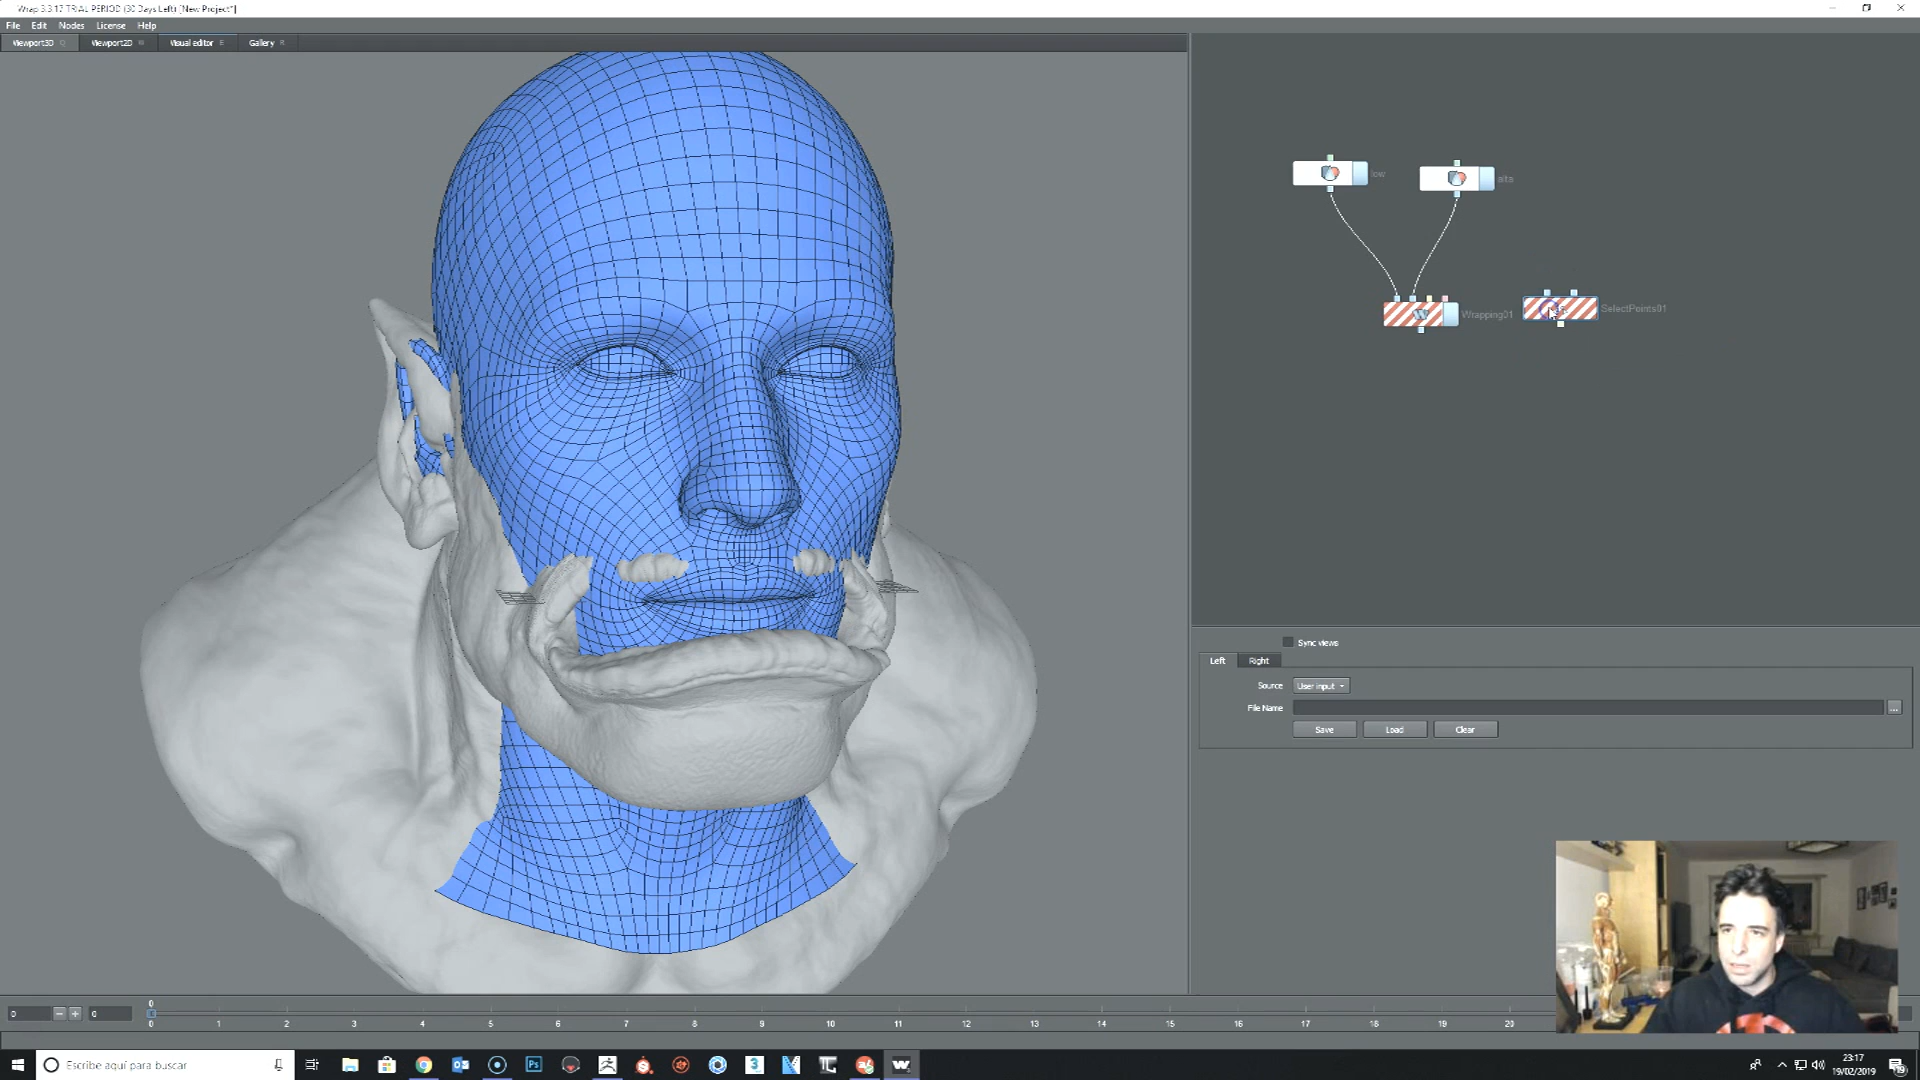 Wrap 3.3.17 TRIAL PERIOD (30 Days Left) [New Project*]
File Edit Nodes License Help
Viewport3D Q Viewport2D W Visual editor E Gallery R
low
alta
Wrapping01
SelectPoints01
Sync views
Left Right
Source User input
File Name ...
Save Load Clear
0 0 0
0 1 2 3 4 5 6 7 8 9 10 11 12 13 14 15 16 17 18 19 20
Escribe aquí para buscar
23:17
19/02/2019